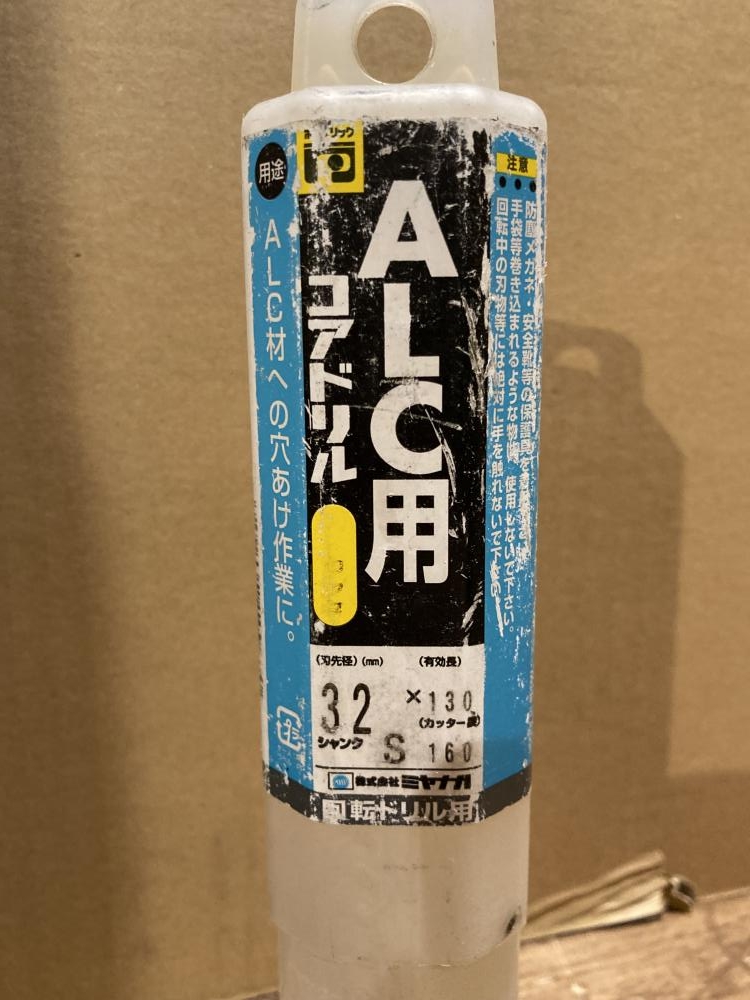 用途
ALC材への穴あけ作業に。
ALC用
コアドリル
注意
防塵メガネ・安全靴等の保護具を
手袋等巻き込まれるような物は、使用しないで下さい。
回転中の刃物等には絶対に手を触れないで下さい。
(刃先径)(mm)
(有効長)
32
×130
(カッター長)
シャンク
S
160
株式会社ミヤナガ
回転ドリル用
プラ